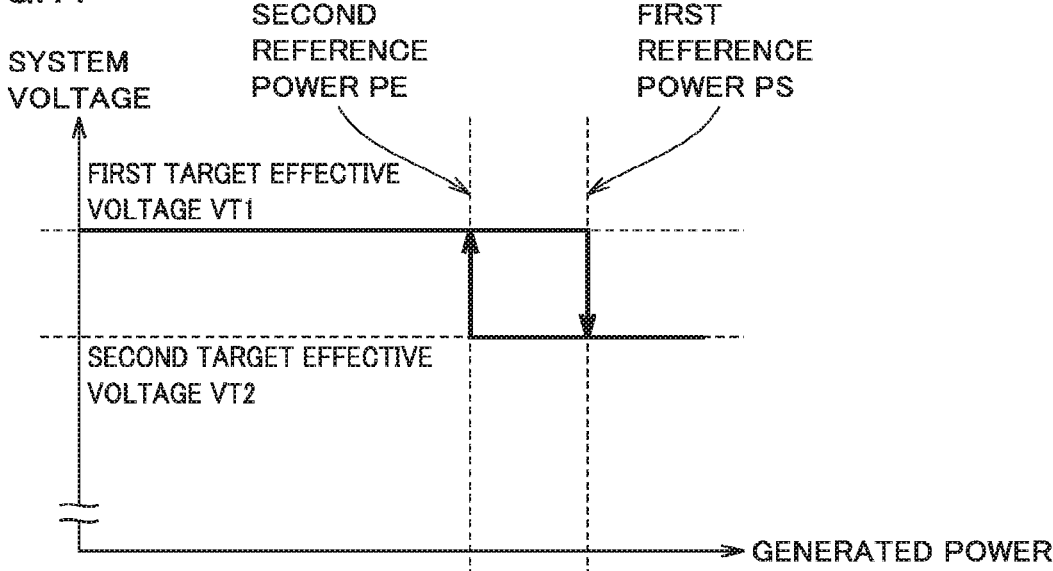 SECOND
REFERENCE
POWER PE
FIRST
REFERENCE
POWER PS
SYSTEM
VOLTAGE
FIRST TARGET EFFECTIVE
VOLTAGE VT1
SECOND TARGET EFFECTIVE
VOLTAGE VT2
GENERATED POWER